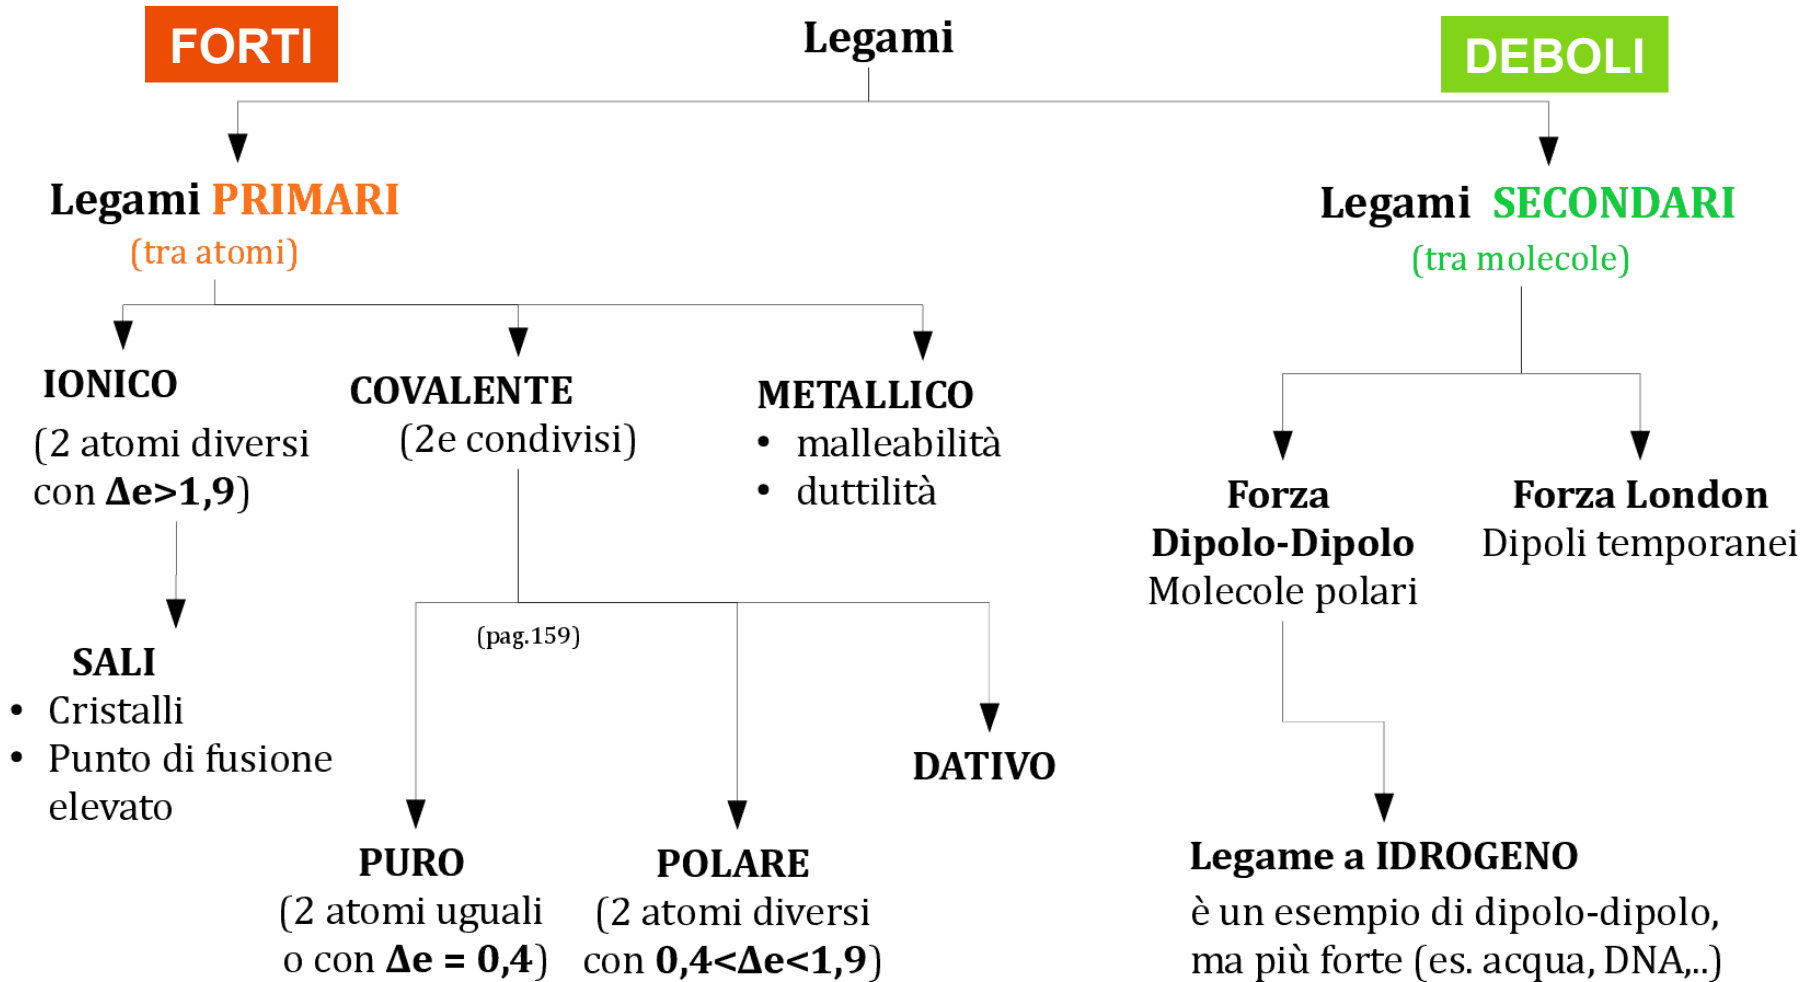 FORTI
Legami
DEBOLI
Legami PRIMARI
(tra atomi)
Legami SECONDARI
(tra molecole)
IONICO
(2 atomi diversi
con Δe>1,9)
COVALENTE
(2e condivisi)
METALLICO
• malleabilità
• duttilità
Forza
Dipolo-Dipolo
Molecole polari
Forza London
Dipoli temporanei
(pag.159)
SALI
• Cristalli
• Punto di fusione
elevato
PURO
(2 atomi uguali
o con Δe = 0,4)
POLARE
(2 atomi diversi
con 0,4<Δe<1,9)
DATIVO
Legame a IDROGENO
è un esempio di dipolo-dipolo,
ma più forte (es. acqua, DNA,..)